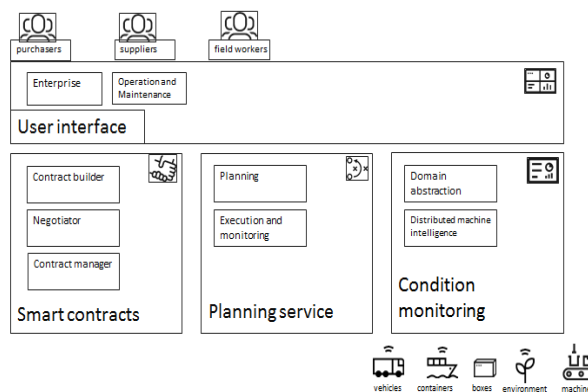 purchasers
suppliers
field workers
Enterprise
Operation and
Maintenance
User interface
Contract builder
Negotiator
Contract manager
Smart contracts
Planning
Execution and
monitoring
Planning service
Domain
abstraction
Distributed machine
intelligence
Condition
monitoring
vehicles
containers
boxes
environment
machin